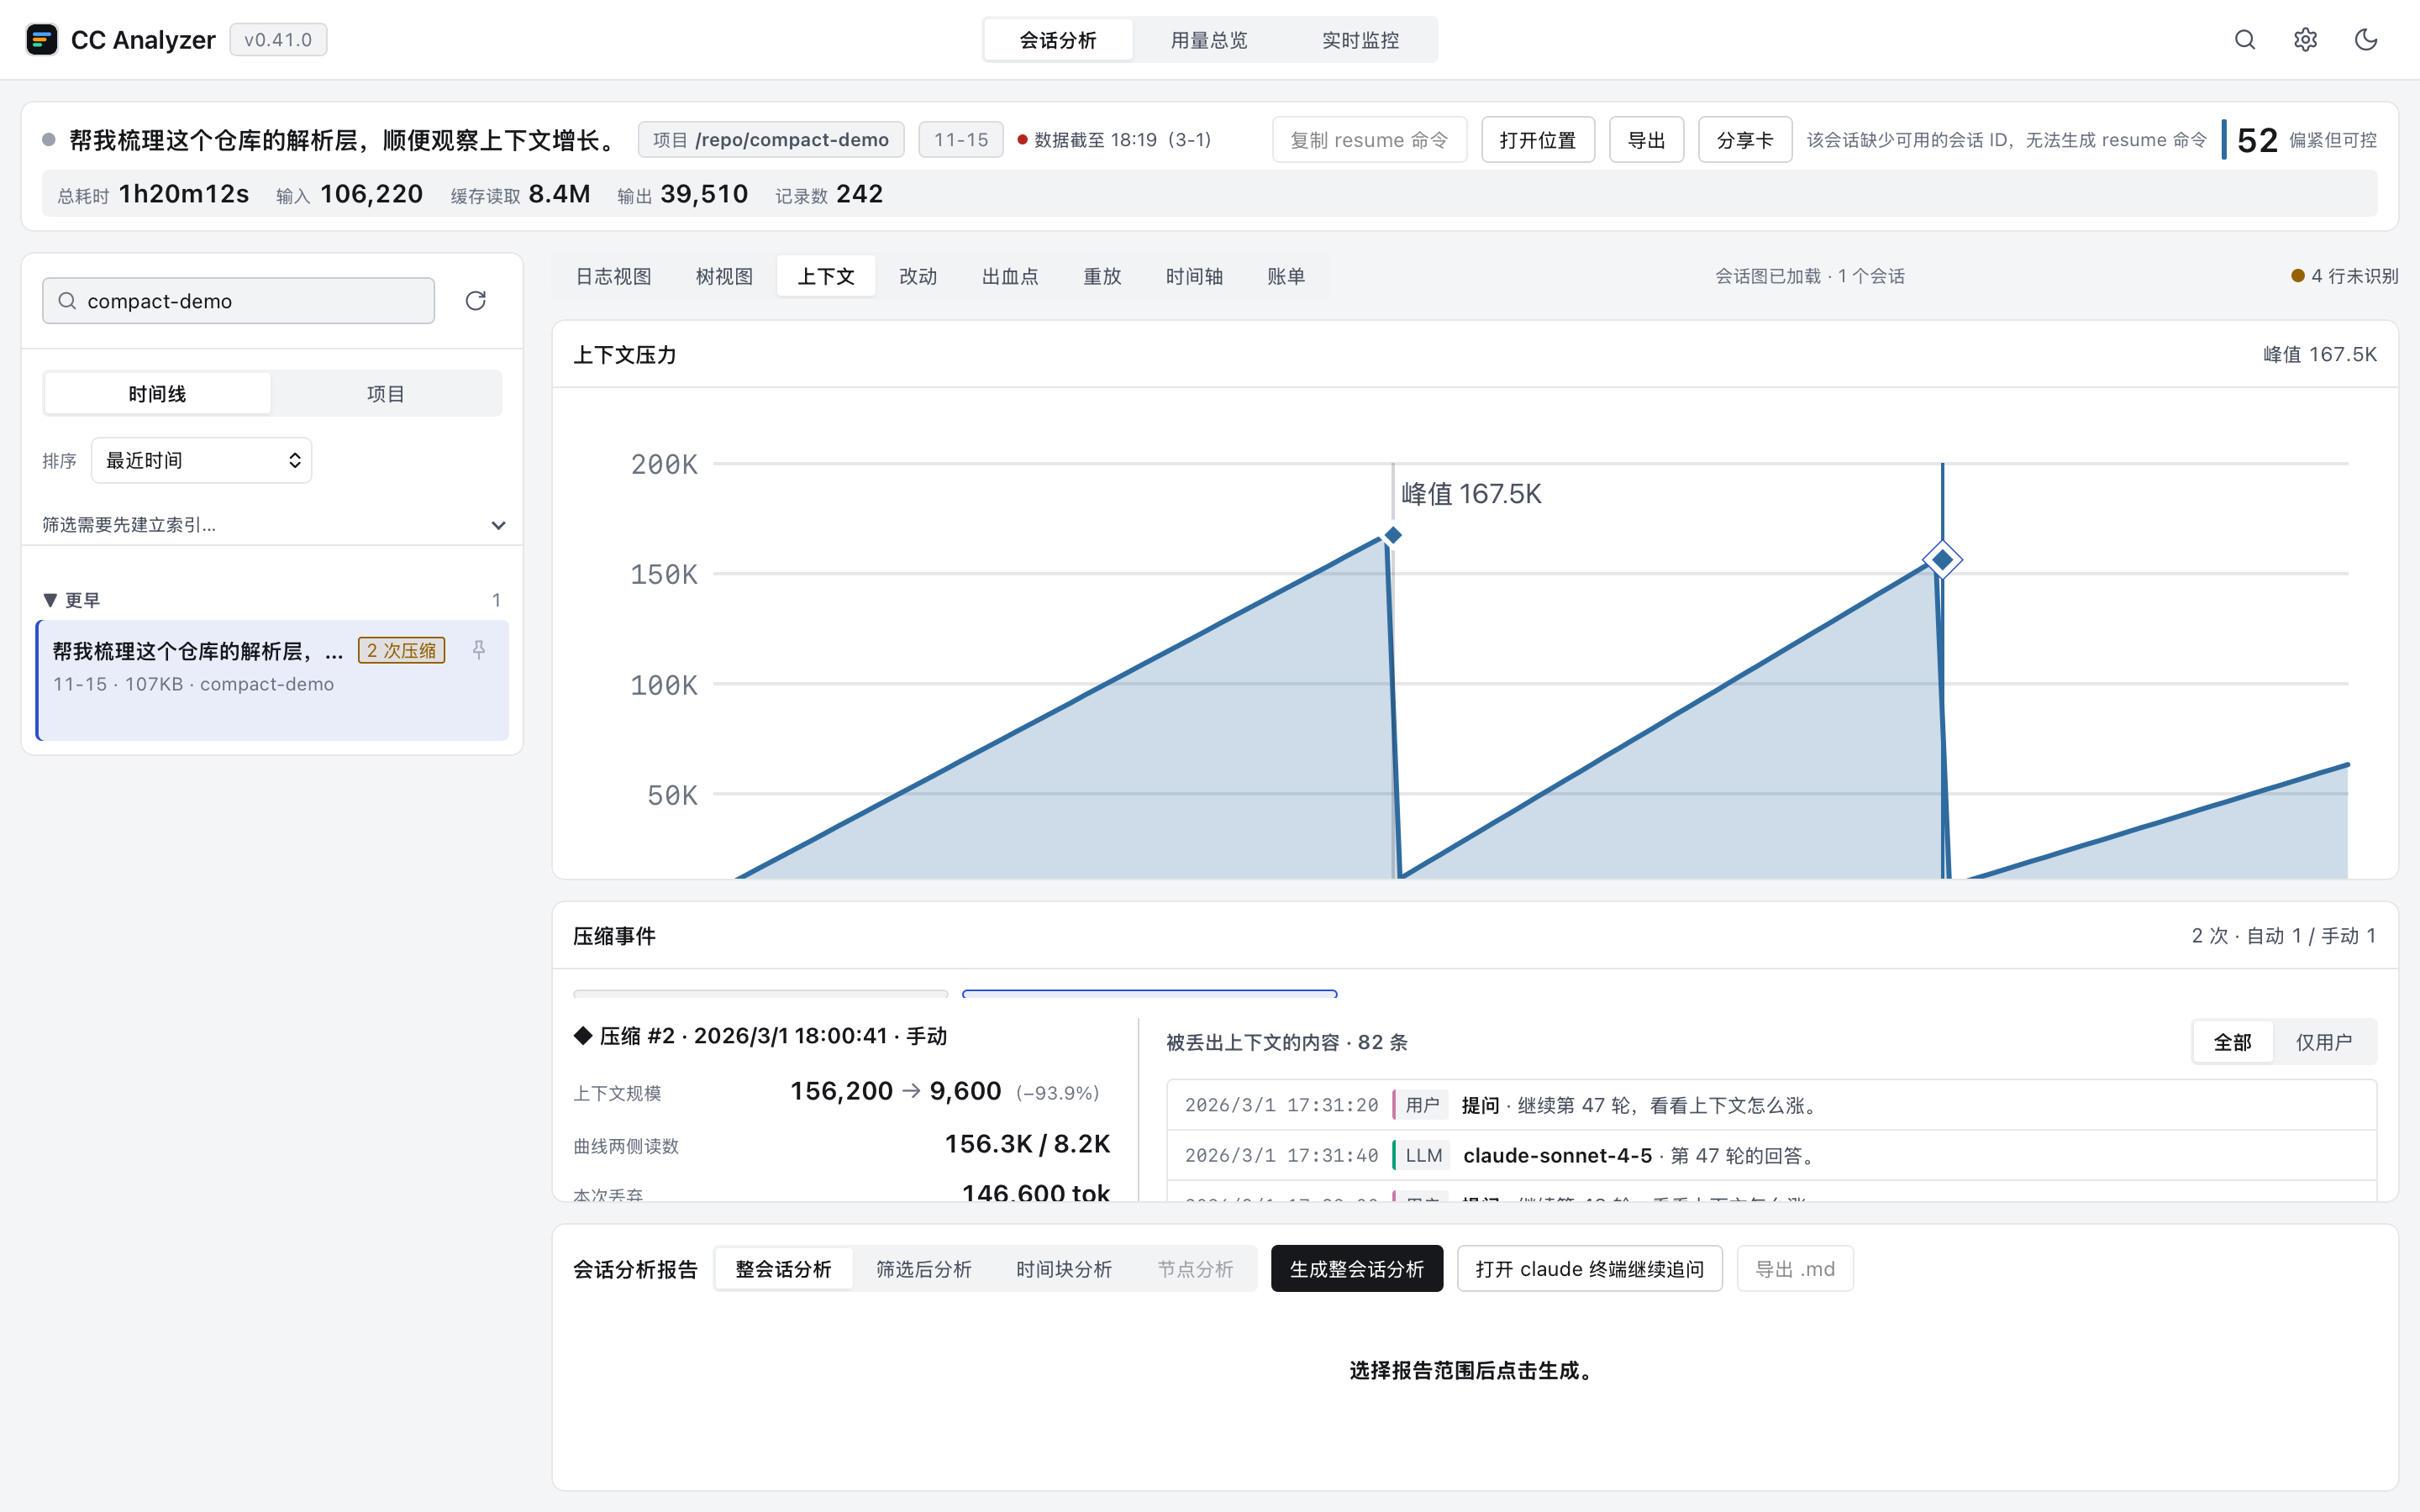 CC Analyzer v0.41.0
会话分析 用量总览 实时监控
帮我梳理这个仓库的解析层，顺便观察上下文增长。 项目 /repo/compact-demo 11-15 数据截至 18:19（3-1） 复制 resume 命令 打开位置 导出 分享卡 该会话缺少可用的会话 ID，无法生成 resume 命令 52 偏紧但可控
总耗时 1h20m12s 输入 106,220 缓存读取 8.4M 输出 39,510 记录数 242
compact-demo
时间线 项目
排序 最近时间
筛选需要先建立索引...
▼ 更早 1
帮我梳理这个仓库的解析层，... 2 次压缩
11-15 · 107KB · compact-demo
日志视图 树视图 上下文 改动 出血点 重放 时间轴 账单 会话图已加载 · 1 个会话 4 行未识别
上下文压力 峰值 167.5K
200K
峰值 167.5K
150K
100K
50K
压缩事件 2 次 · 自动 1 / 手动 1
◆ 压缩 #2 · 2026/3/1 18:00:41 · 手动
上下文规模 156,200 → 9,600 (−93.9%)
曲线两侧读数 156.3K / 8.2K
本次丢弃 146,600 tok
被丢出上下文的内容 · 82 条 全部 仅用户
2026/3/1 17:31:20 用户 提问 · 继续第 47 轮，看看上下文怎么涨。
2026/3/1 17:31:40 LLM claude-sonnet-4-5 · 第 47 轮的回答。
会话分析报告 整会话分析 筛选后分析 时间块分析 节点分析 生成整会话分析 打开 claude 终端继续追问 导出 .md
选择报告范围后点击生成。